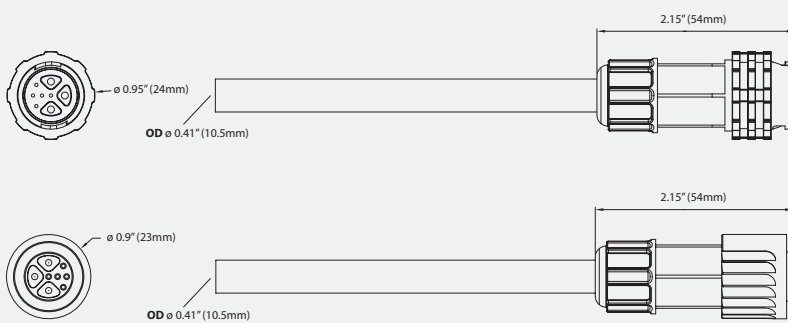 2.15" (54mm)
ø 0.95" (24mm)
OD ø 0.41" (10.5mm)
2.15" (54mm)
ø 0.9" (23mm)
OD ø 0.41" (10.5mm)